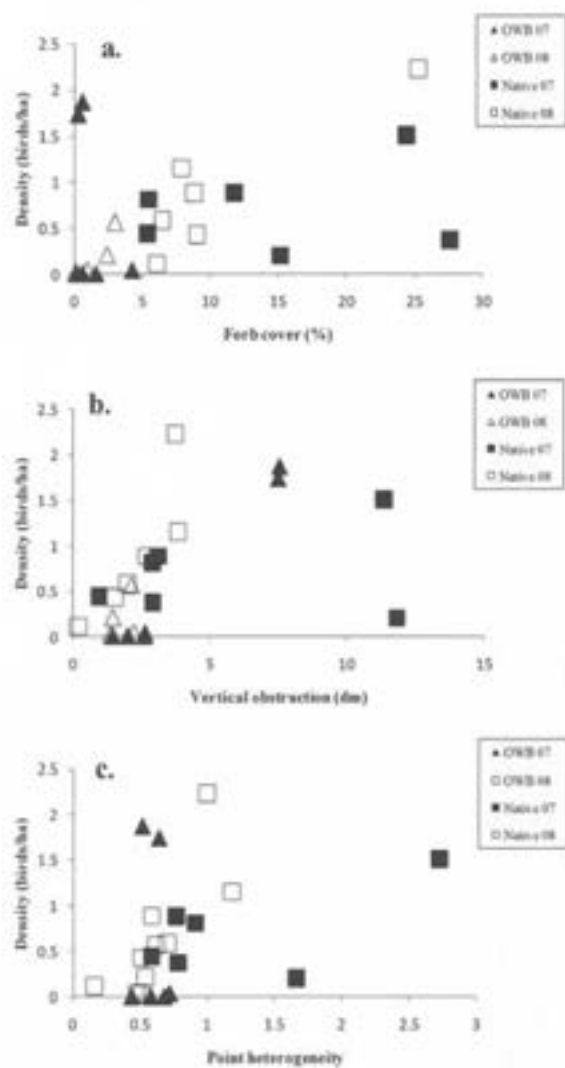 a.
Density (birds/ha)
2.5
2
1.5
1
0.5
0
0 5 10 15 20 25 30
Forb cover (%)
OWB 07
OWB 08
Native 07
Native 08
b.
Density (birds/ha)
2.5
2
1.5
1
0.5
0
0 5 10 15
Vertical obstruction (dm)
OWB 07
OWB 08
Native 07
Native 08
c.
Density (birds/ha)
2.5
2
1.5
1
0.5
0
0 0.5 1 1.5 2 2.5 3
Point heterogeneity
OWB 07
OWB 08
Native 07
Native 08